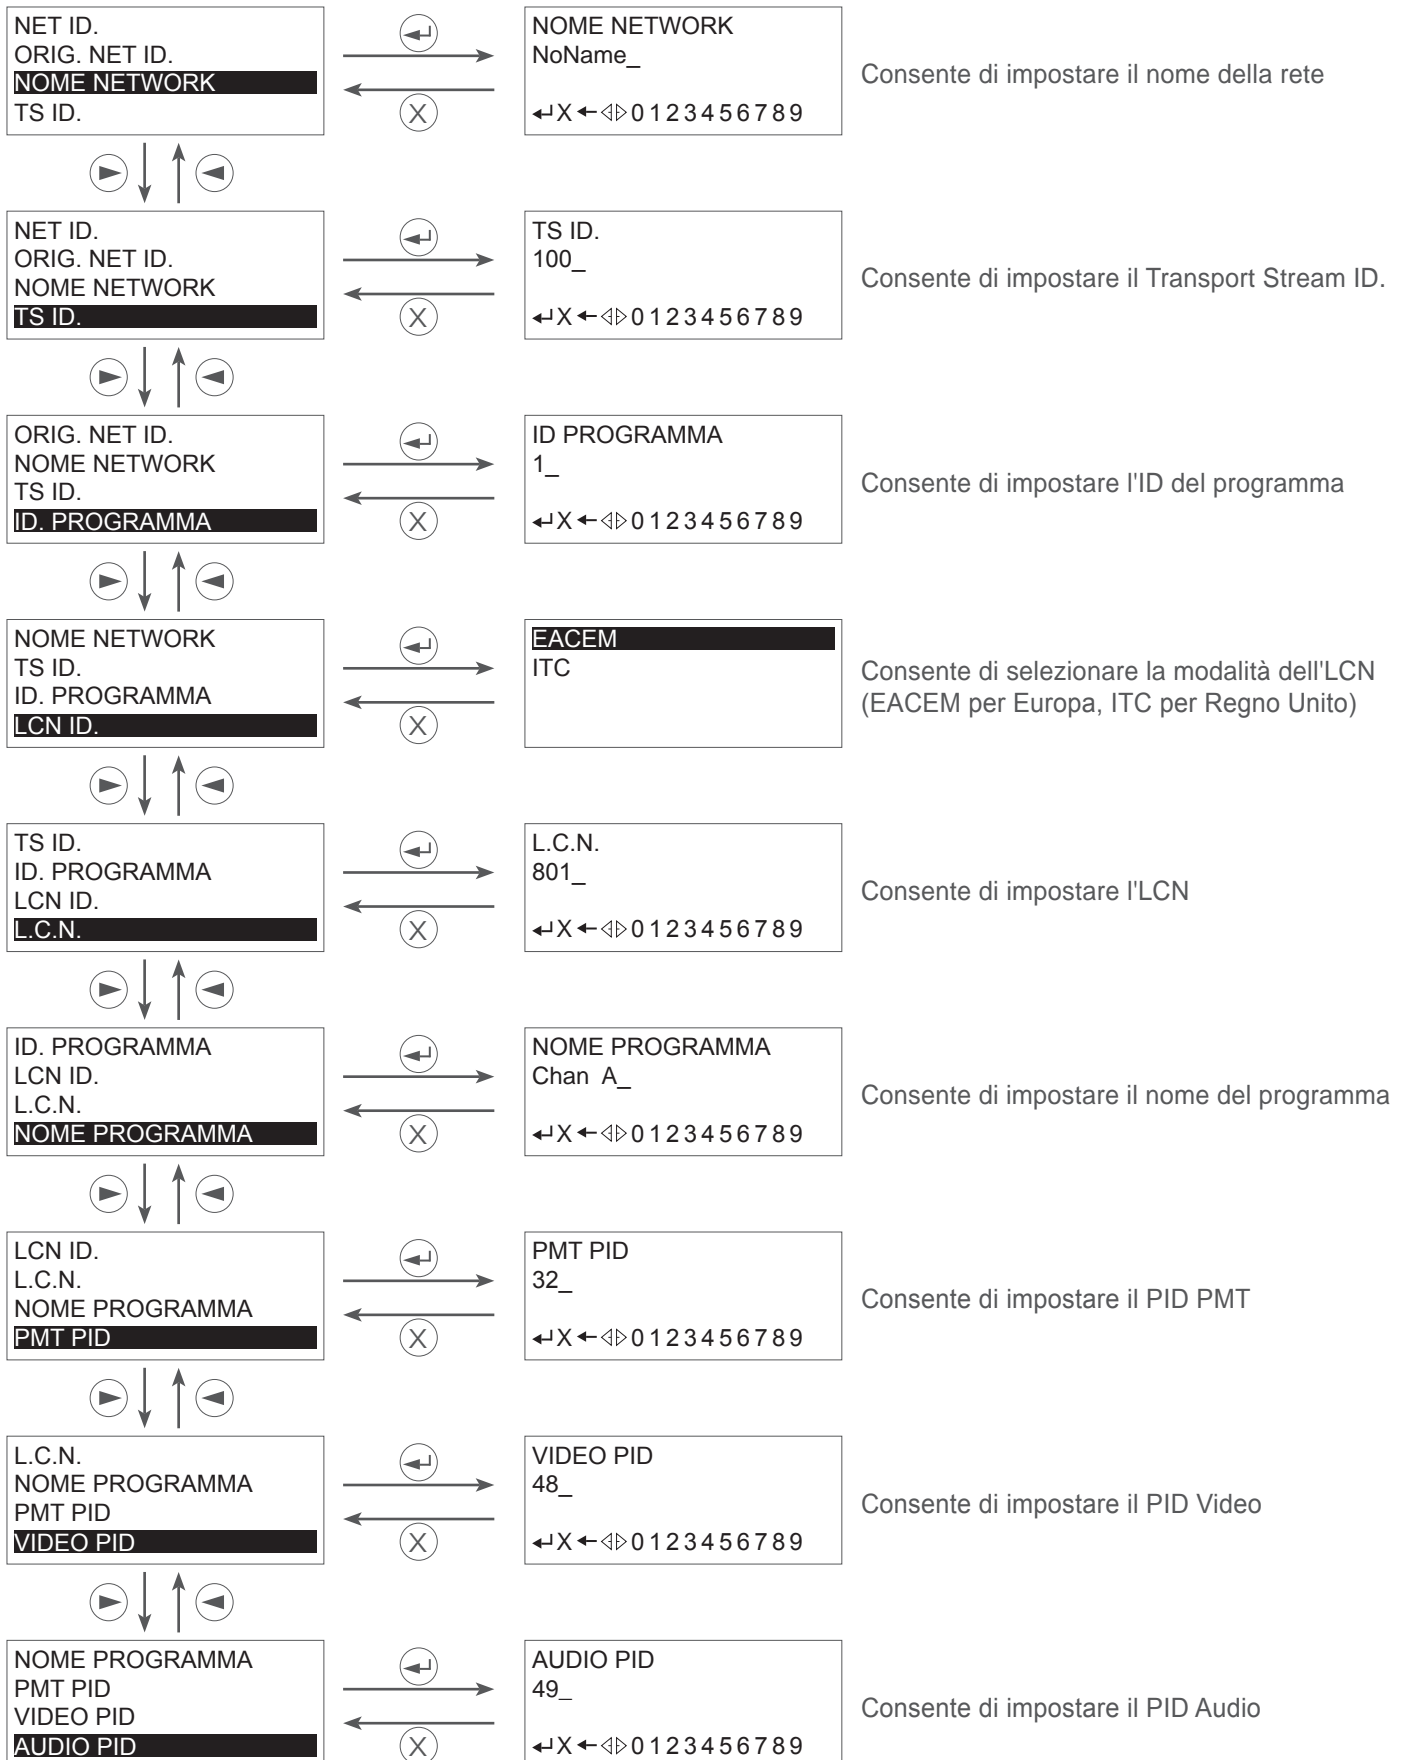 NET ID.
ORIG. NET ID.
NOME NETWORK
TS ID.
X
NOME NETWORK
NoName_
↵X←◁▷0123456789
Consente di impostare il nome della rete
NET ID.
ORIG. NET ID.
NOME NETWORK
TS ID.
X
TS ID.
100_
↵X←◁▷0123456789
Consente di impostare il Transport Stream ID.
ORIG. NET ID.
NOME NETWORK
TS ID.
ID. PROGRAMMA
X
ID PROGRAMMA
1_
↵X←◁▷0123456789
Consente di impostare l'ID del programma
NOME NETWORK
TS ID.
ID. PROGRAMMA
LCN ID.
X
EACEM
ITC
Consente di selezionare la modalità dell'LCN
(EACEM per Europa, ITC per Regno Unito)
TS ID.
ID. PROGRAMMA
LCN ID.
L.C.N.
X
L.C.N.
801_
↵X←◁▷0123456789
Consente di impostare l'LCN
ID. PROGRAMMA
LCN ID.
L.C.N.
NOME PROGRAMMA
X
NOME PROGRAMMA
Chan A_
↵X←◁▷0123456789
Consente di impostare il nome del programma
LCN ID.
L.C.N.
NOME PROGRAMMA
PMT PID
X
PMT PID
32_
↵X←◁▷0123456789
Consente di impostare il PID PMT
L.C.N.
NOME PROGRAMMA
PMT PID
VIDEO PID
X
VIDEO PID
48_
↵X←◁▷0123456789
Consente di impostare il PID Video
NOME PROGRAMMA
PMT PID
VIDEO PID
AUDIO PID
X
AUDIO PID
49_
↵X←◁▷0123456789
Consente di impostare il PID Audio